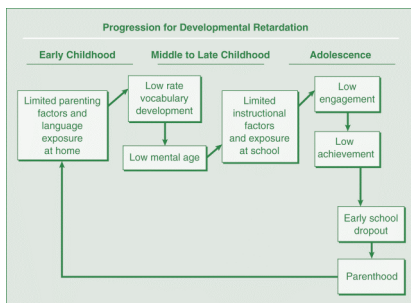 Progression for Developmental Retardation
Early Childhood
Middle to Late Childhood
Adolescence
Limited parenting
factors and
language
exposure
at home
Low rate
vocabulary
development
Low mental age
Limited
instructional
factors
and exposure
at school
Low
engagement
Low
achievement
Early school
dropout
Parenthood